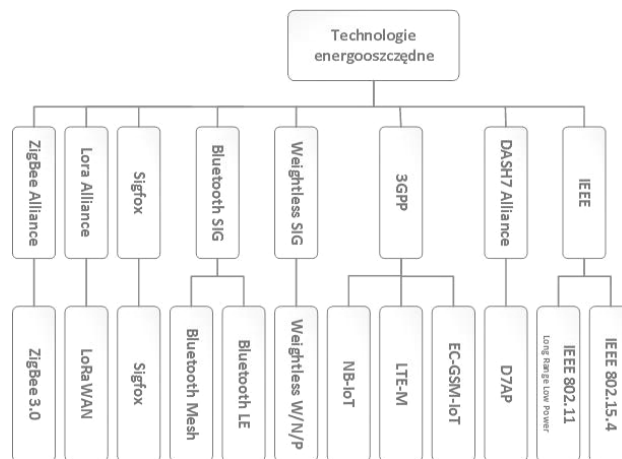 Technologie
energooszczędne
ZigBee Alliance
Lora Alliance
Sigfox
Bluetooth SIG
Weightless SIG
3GPP
DASH7 Alliance
IEEE
ZigBee 3.0
LoRaWAN
Sigfox
Bluetooth Mesh
Bluetooth LE
Weightless W/N/P
NB-IoT
LTE-M
EC-GSM-IoT
D7AP
IEEE 802.11
Long Range Low Power
IEEE 802.15.4